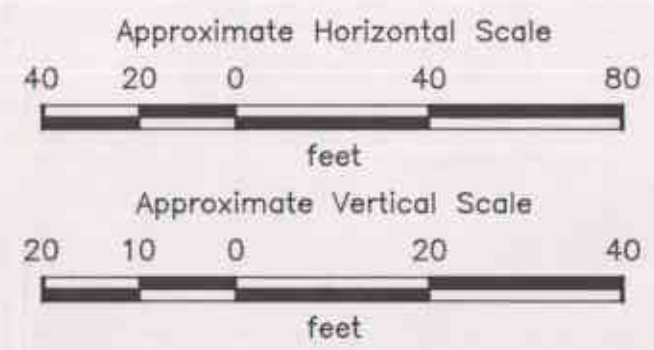 Approximate Horizontal Scale
40 20 0 40 80
feet
Approximate Vertical Scale
20 10 0 20 40
feet